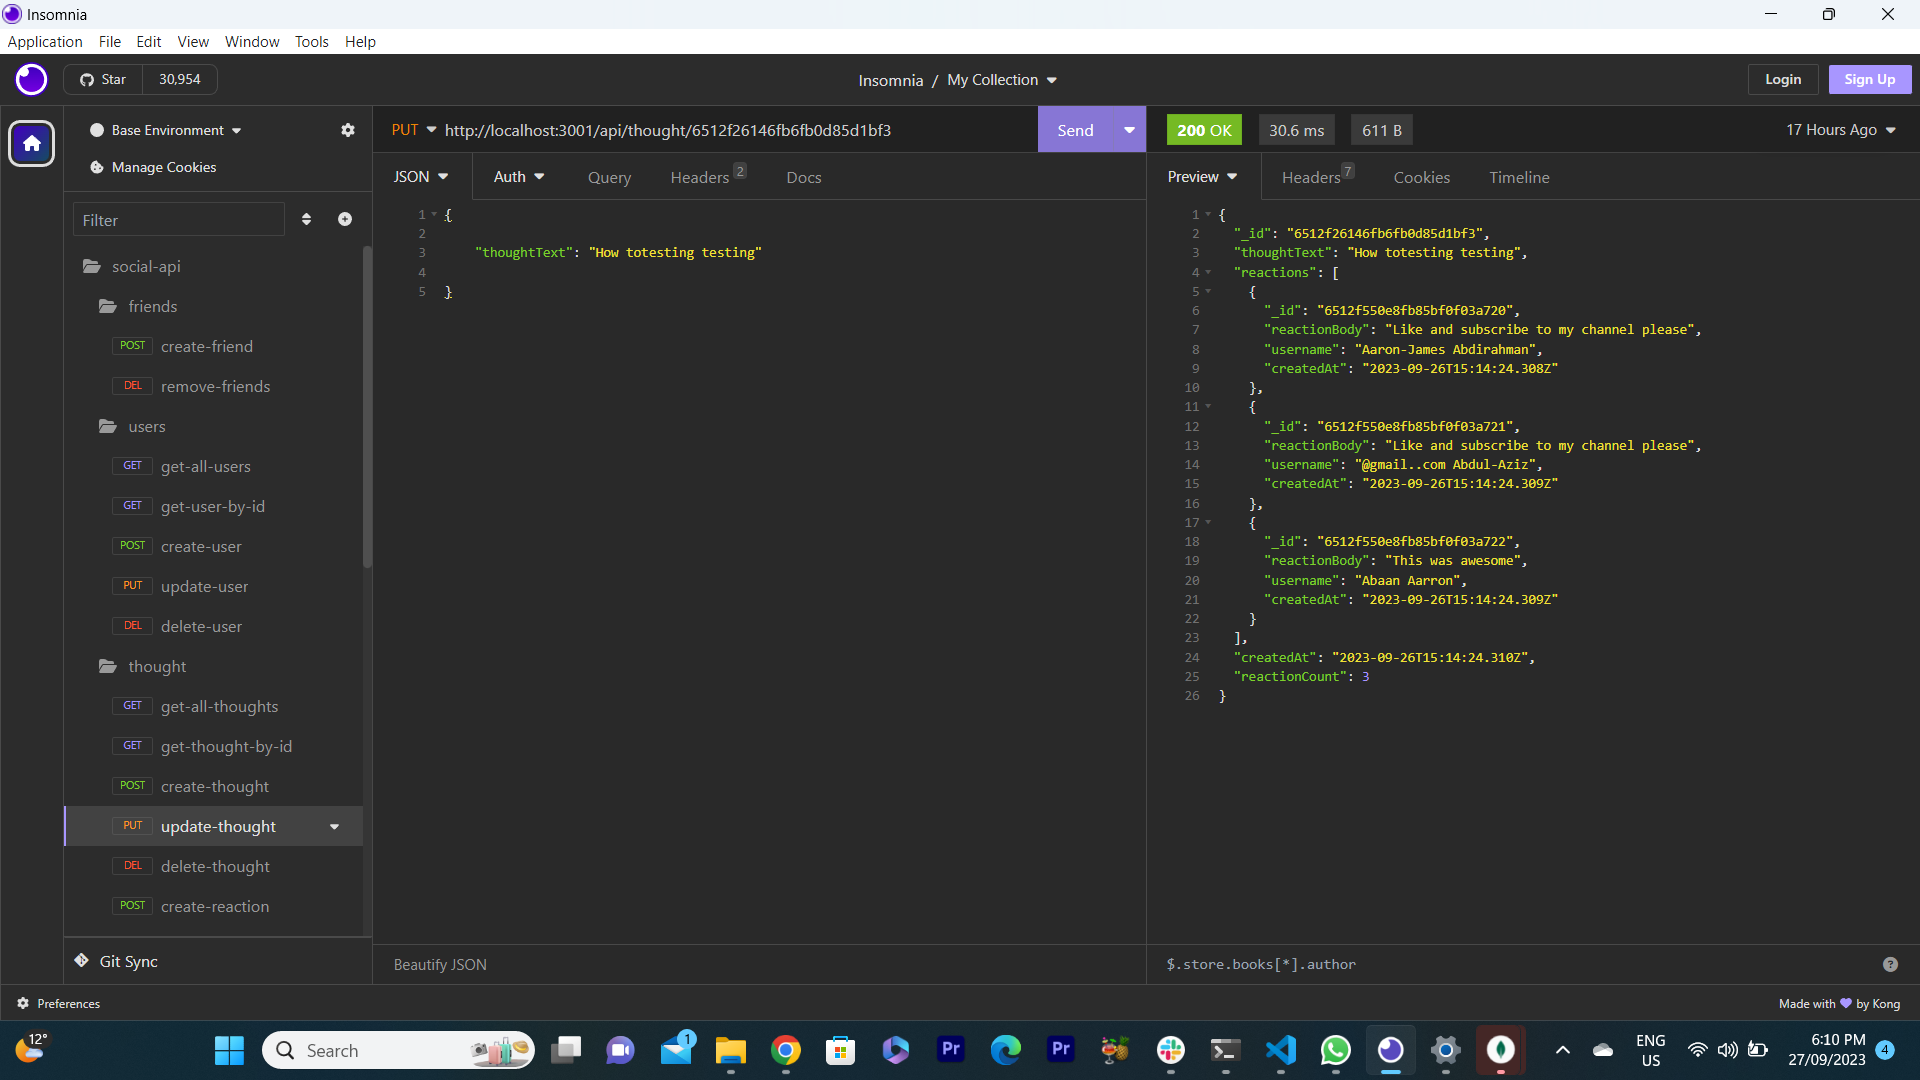 Insomnia
Application File Edit View Window Tools Help
Star 30,954
Insomnia / My Collection
Login Sign Up
Base Environment
Manage Cookies
Filter
social-api
friends
POST create-friend
DEL remove-friends
users
GET get-all-users
GET get-user-by-id
POST create-user
PUT update-user
DEL delete-user
thought
GET get-all-thoughts
GET get-thought-by-id
POST create-thought
PUT update-thought
DEL delete-thought
POST create-reaction
Git Sync
PUT http://localhost:3001/api/thought/6512f26146fb6fb0d85d1bf3 Send
JSON Auth Query Headers 2 Docs
1 {
2
3 "thoughtText": "How totesting testing"
4
5 }
Beautify JSON
200 OK 30.6 ms 611 B 17 Hours Ago
Preview Headers 7 Cookies Timeline
1 {
2 "_id": "6512f26146fb6fb0d85d1bf3",
3 "thoughtText": "How totesting testing",
4 "reactions": [
5 {
6 "_id": "6512f550e8fb85bf0f03a720",
7 "reactionBody": "Like and subscribe to my channel please",
8 "username": "Aaron-James Abdirahman",
9 "createdAt": "2023-09-26T15:14:24.308Z"
10 },
11 {
12 "_id": "6512f550e8fb85bf0f03a721",
13 "reactionBody": "Like and subscribe to my channel please",
14 "username": "@gmail..com Abdul-Aziz",
15 "createdAt": "2023-09-26T15:14:24.309Z"
16 },
17 {
18 "_id": "6512f550e8fb85bf0f03a722",
19 "reactionBody": "This was awesome",
20 "username": "Abaan Aarron",
21 "createdAt": "2023-09-26T15:14:24.309Z"
22 }
23 ],
24 "createdAt": "2023-09-26T15:14:24.310Z",
25 "reactionCount": 3
26 }
$.store.books[*].author
Preferences
Made with by Kong
12°
Search
1
Pr
Pr
ENG
US
6:10 PM
27/09/2023
4